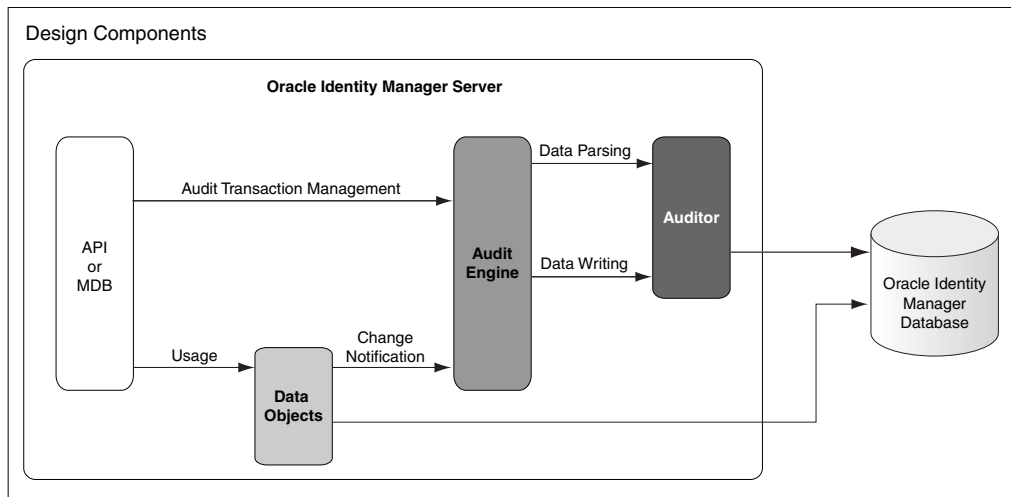 Design Components
Oracle Identity Manager Server
Data Parsing
Audit Transaction Management
Auditor
API
or
MDB
Audit
Engine
Data Writing
Oracle Identity
Manager
Database
Usage
Change
Notification
Data
Objects